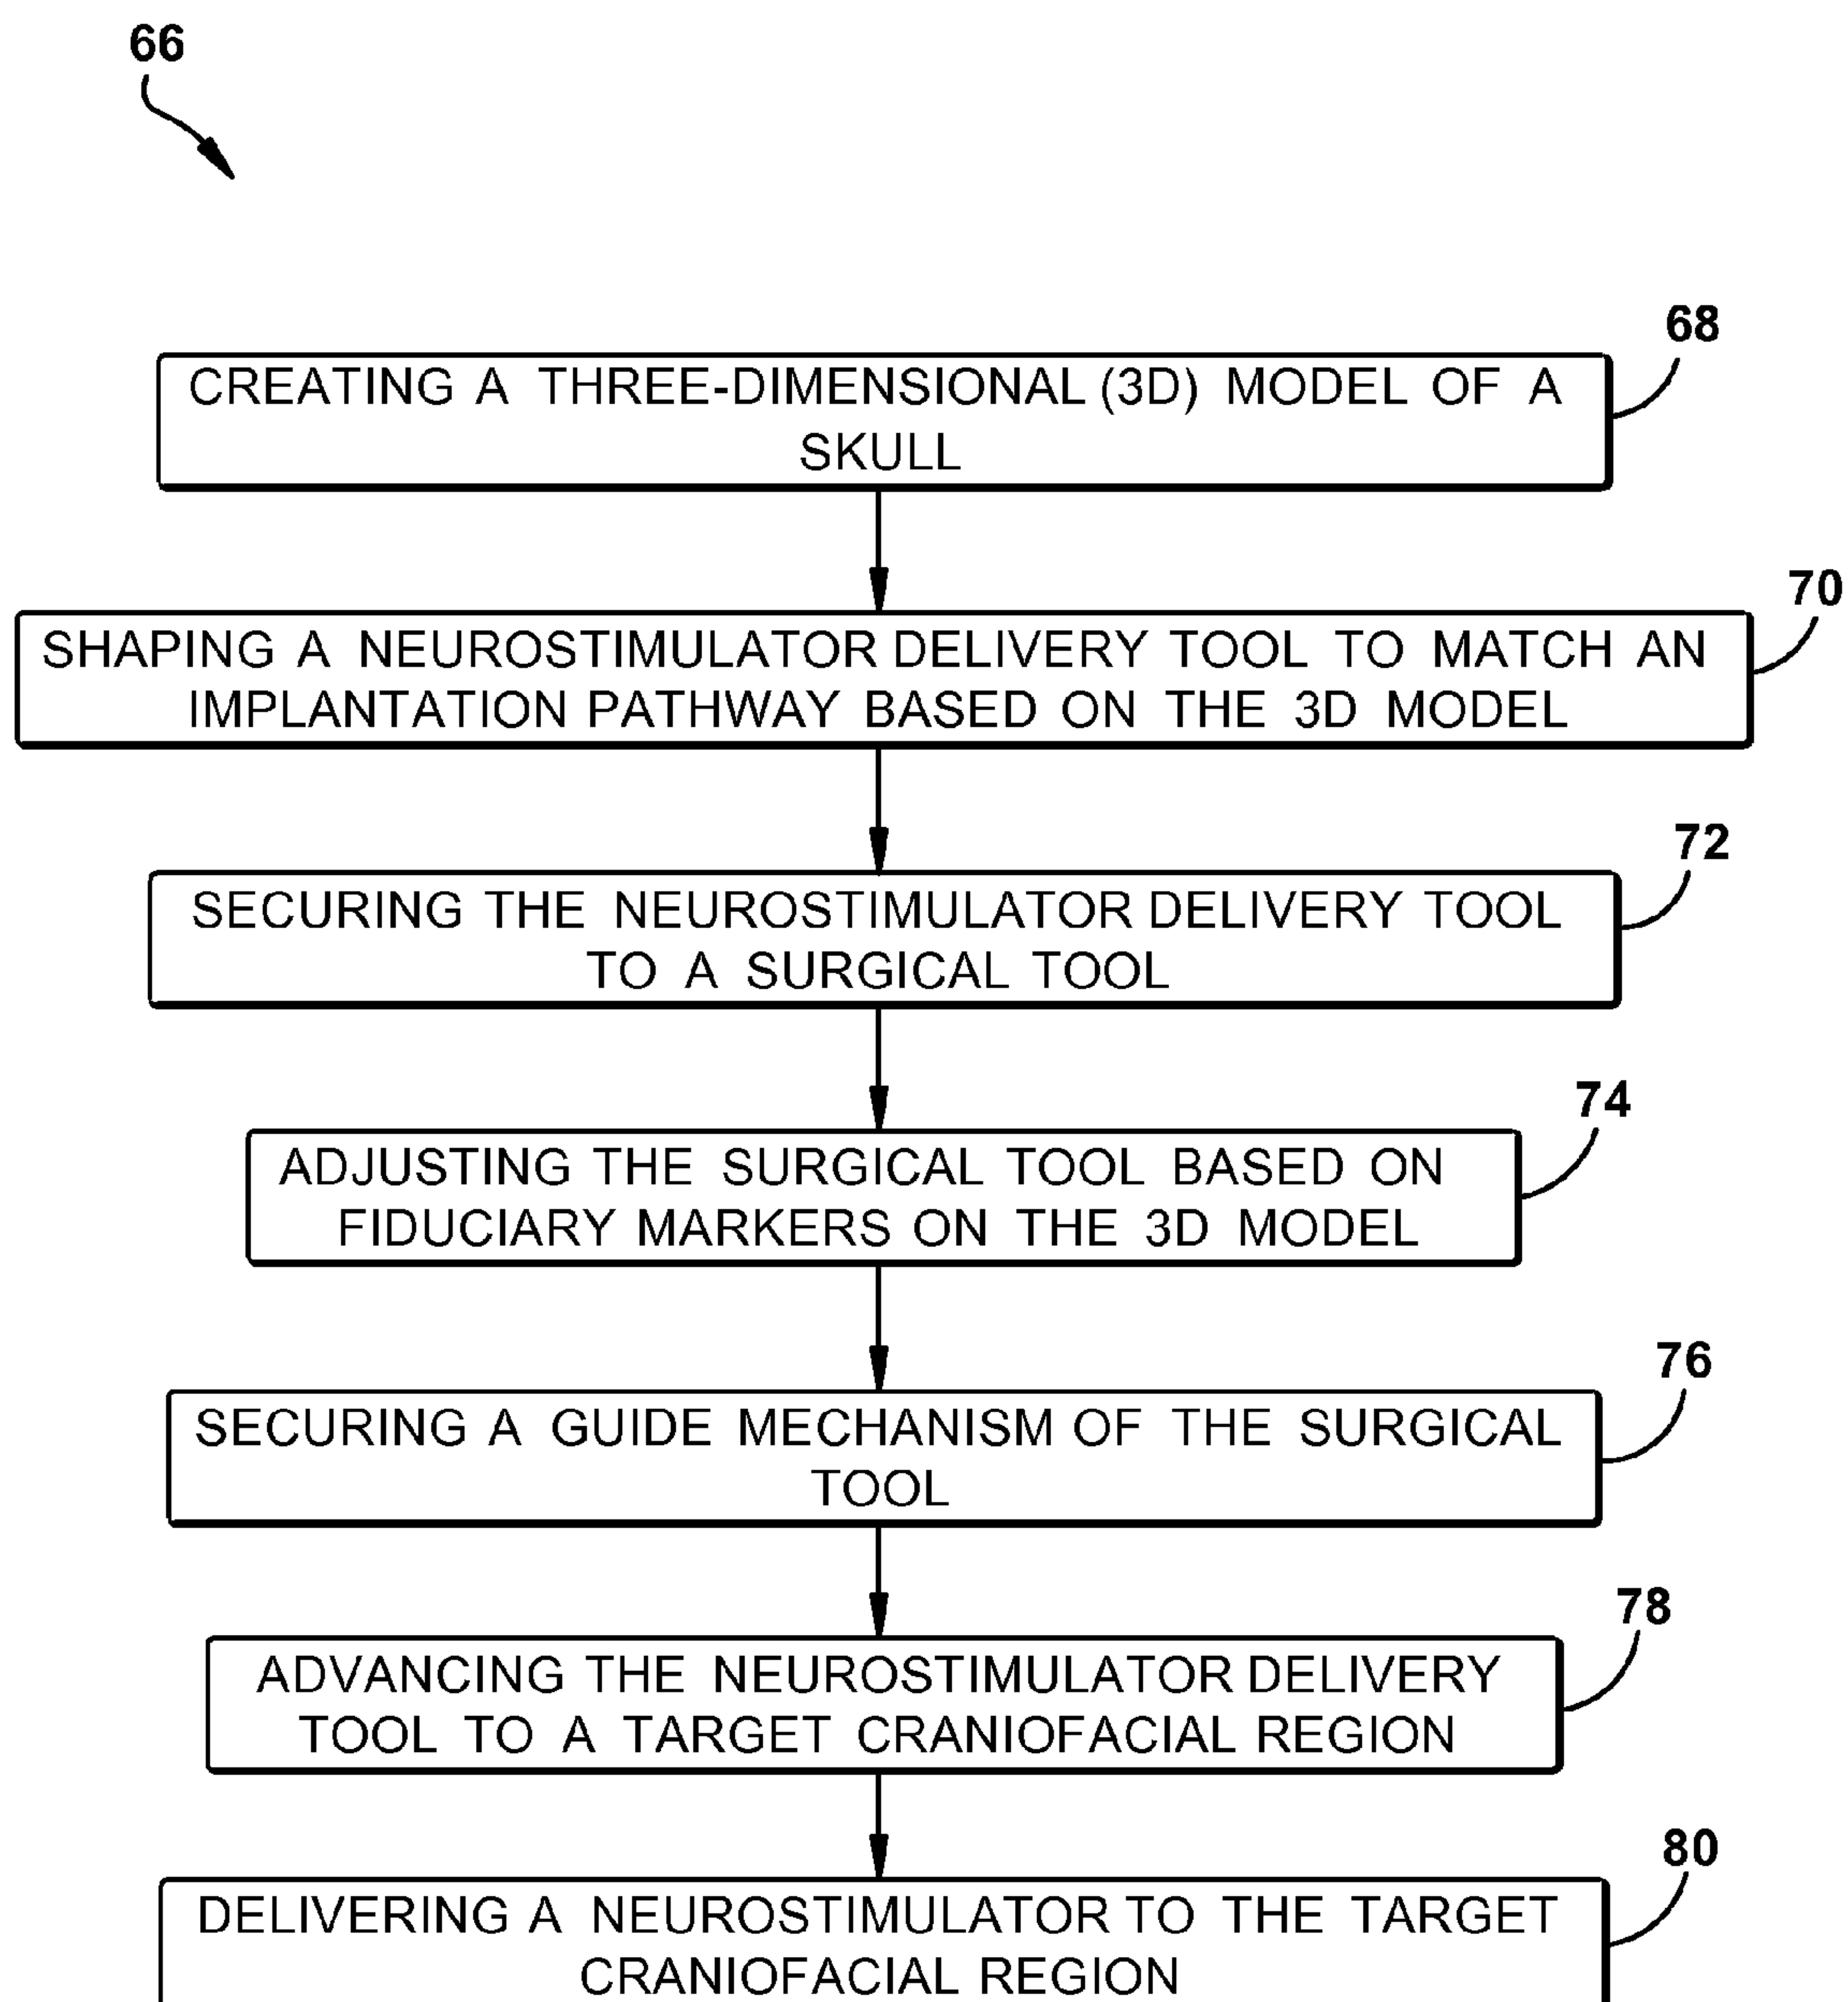 66
68
CREATING A THREE-DIMENSIONAL (3D) MODEL OF A
SKULL
70
SHAPING A NEUROSTIMULATOR DELIVERY TOOL TO MATCH AN
IMPLANTATION PATHWAY BASED ON THE 3D MODEL
72
SECURING THE NEUROSTIMULATOR DELIVERY TOOL
TO A SURGICAL TOOL
74
ADJUSTING THE SURGICAL TOOL BASED ON
FIDUCIARY MARKERS ON THE 3D MODEL
76
SECURING A GUIDE MECHANISM OF THE SURGICAL
TOOL
78
ADVANCING THE NEUROSTIMULATOR DELIVERY
TOOL TO A TARGET CRANIOFACIAL REGION
80
DELIVERING A NEUROSTIMULATOR TO THE TARGET
CRANIOFACIAL REGION